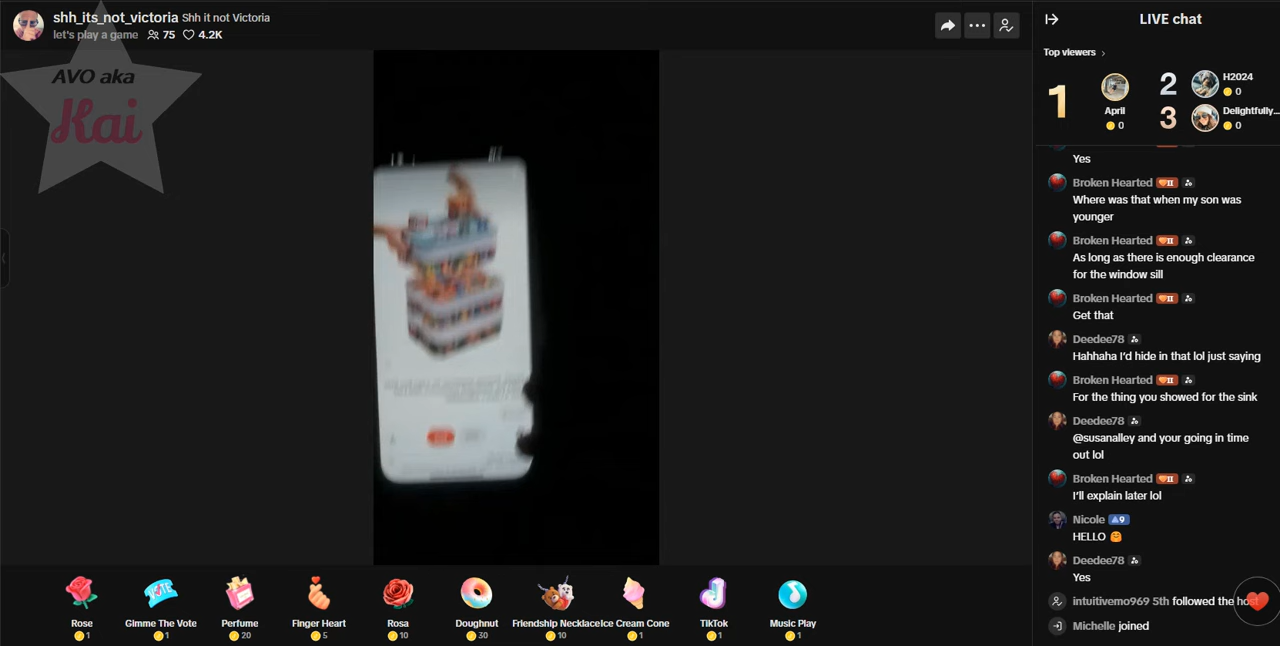 shh_its_not_victoria Shh it not Victoria
let's play a game 75 4.2K
AVO aka
Kai
LIVE chat
Top viewers >
1
April
0
2
H2024
0
3
Delightfully...
0
Yes
Broken Hearted II
Where was that when my son was
younger
Broken Hearted II
As long as there is enough clearance
for the window sill
Broken Hearted II
Get that
Deedee78
Hahhaha I'd hide in that lol just saying
Broken Hearted II
For the thing you showed for the sink
Deedee78
@susanalley and your going in time
out lol
Broken Hearted II
I'll explain later lol
Nicole 9
HELLO 🤗
Deedee78
Yes
intuitivemo969 5th followed the host
Michelle joined
VOTE
Rose Gimme The Vote Perfume Finger Heart Rosa Doughnut Friendship Necklace Ice Cream Cone TikTok Music Play
1 1 20 5 10 30 10 1 1 1